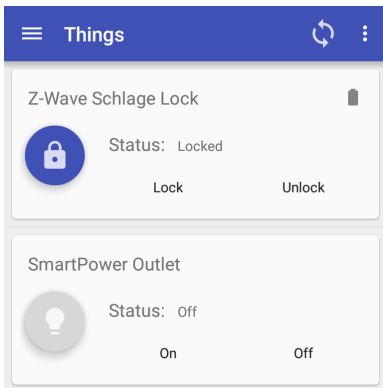 Things
Z-Wave Schlage Lock
Status: Locked
Lock Unlock
SmartPower Outlet
Status: Off
On Off